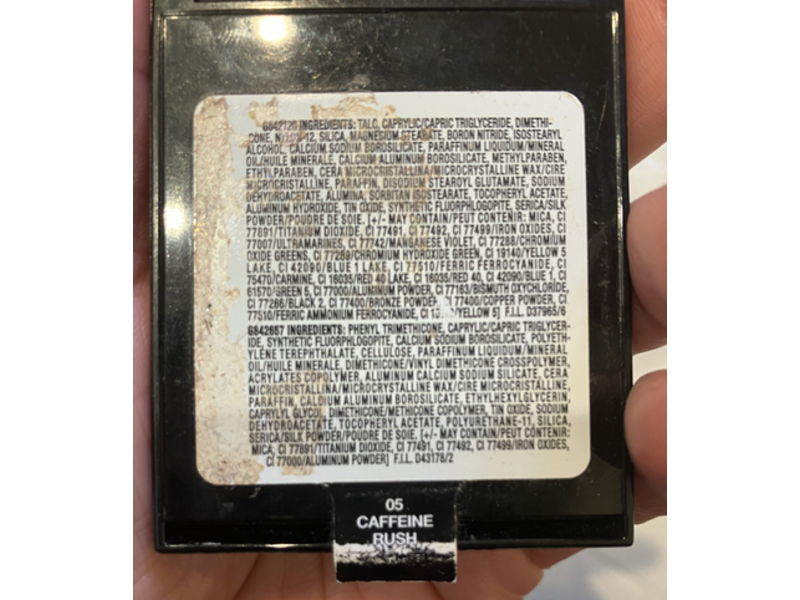 G842120 INGREDIENTS: TALC, CAPRYLIC/CAPRIC TRIGLYCERIDE, DIMETHI-
CONE, NYLON-12, SILICA, MAGNESIUM STEARATE, BORON NITRIDE, ISOSTEARYL
ALCOHOL, CALCIUM SODIUM BOROSILICATE, PARAFFINUM LIQUIDUM/MINERAL
OIL/HUILE MINERALE, CALCIUM ALUMINUM BOROSILICATE, METHYLPARABEN,
ETHYLPARABEN, CERA MICROCRISTALLINA/MICROCRYSTALLINE WAX/CIRE
MICROCRISTALLINE, PARAFFIN, DISODIUM STEAROYL GLUTAMATE, SODIUM
DEHYDROACETATE, ALUMINA, SORBITAN ISOSTEARATE, TOCOPHERYL ACETATE,
ALUMINUM HYDROXIDE, TIN OXIDE, SYNTHETIC FLUORPHLOGOPITE, SERICA/SILK
POWDER/POUDRE DE SOIE. [+/- MAY CONTAIN/PEUT CONTENIR: MICA, CI
77891/TITANIUM DIOXIDE, CI 77491, CI 77492, CI 77499/IRON OXIDES, CI
77007/ULTRAMARINES, CI 77742/MANGANESE VIOLET, CI 77288/CHROMIUM
OXIDE GREENS, CI 77289/CHROMIUM HYDROXIDE GREEN, CI 19140/YELLOW 5
LAKE, CI 42090/BLUE 1 LAKE, CI 77510/FERRIC FERROCYANIDE, CI
75470/CARMINE, CI 16035/RED 40 LAKE, CI 16035/RED 40, CI 42090/BLUE 1, CI
61570/GREEN 5, CI 77000/ALUMINUM POWDER, CI 77163/BISMUTH OXYCHLORIDE,
CI 77266/BLACK 2, CI 77400/BRONZE POWDER, CI 77400/COPPER POWDER, CI
77510/FERRIC AMMONIUM FERROCYANIDE, CI /YELLOW 5] F.I.L. D37965/6
G842657 INGREDIENTS: PHENYL TRIMETHICONE, CAPRYLIC/CAPRIC TRIGLYCER-
IDE, SYNTHETIC FLUORPHLOGOPITE, CALCIUM SODIUM BOROSILICATE, POLYETH-
YLENE TEREPHTHALATE, CELLULOSE, PARAFFINUM LIQUIDUM/MINERAL
OIL/HUILE MINERALE, DIMETHICONE/VINYL DIMETHICONE CROSSPOLYMER,
ACRYLATES COPOLYMER, ALUMINUM CALCIUM SODIUM SILICATE, CERA
MICROCRISTALLINA/MICROCRYSTALLINE WAX/CIRE MICROCRISTALLINE,
PARAFFIN, CALCIUM ALUMINUM BOROSILICATE, ETHYLHEXYLGLYCERIN,
CAPRYLYL GLYCOL, DIMETHICONE/METHICONE COPOLYMER, TIN OXIDE, SODIUM
DEHYDROACETATE, TOCOPHERYL ACETATE, POLYURETHANE-11, SILICA,
SERICA/SILK POWDER/POUDRE DE SOIE. [+/- MAY CONTAIN/PEUT CONTENIR:
MICA, CI 77891/TITANIUM DIOXIDE, CI 77491, CI 77492, CI 77499/IRON OXIDES,
CI 77000/ALUMINUM POWDER] F.I.L. D43178/2
05
CAFFEINE
RUSH